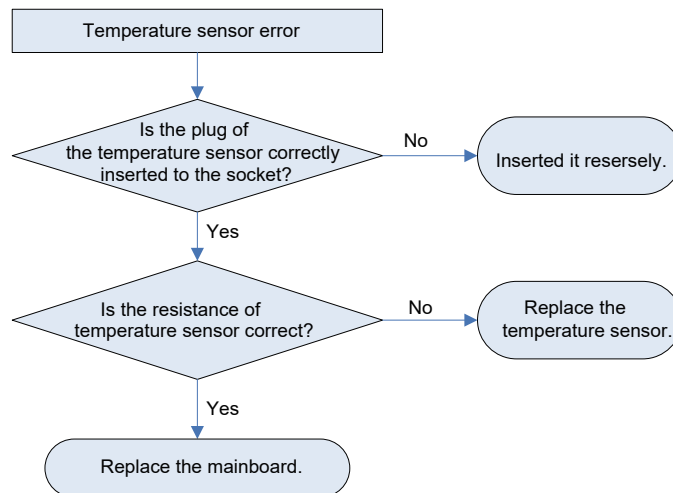 Temperature sensor error
Is the plug of
the temperature sensor correctly
inserted to the socket?
No
Inserted it resersely.
Yes
Is the resistance of
temperature sensor correct?
No
Replace the
temperature sensor.
Yes
Replace the mainboard.